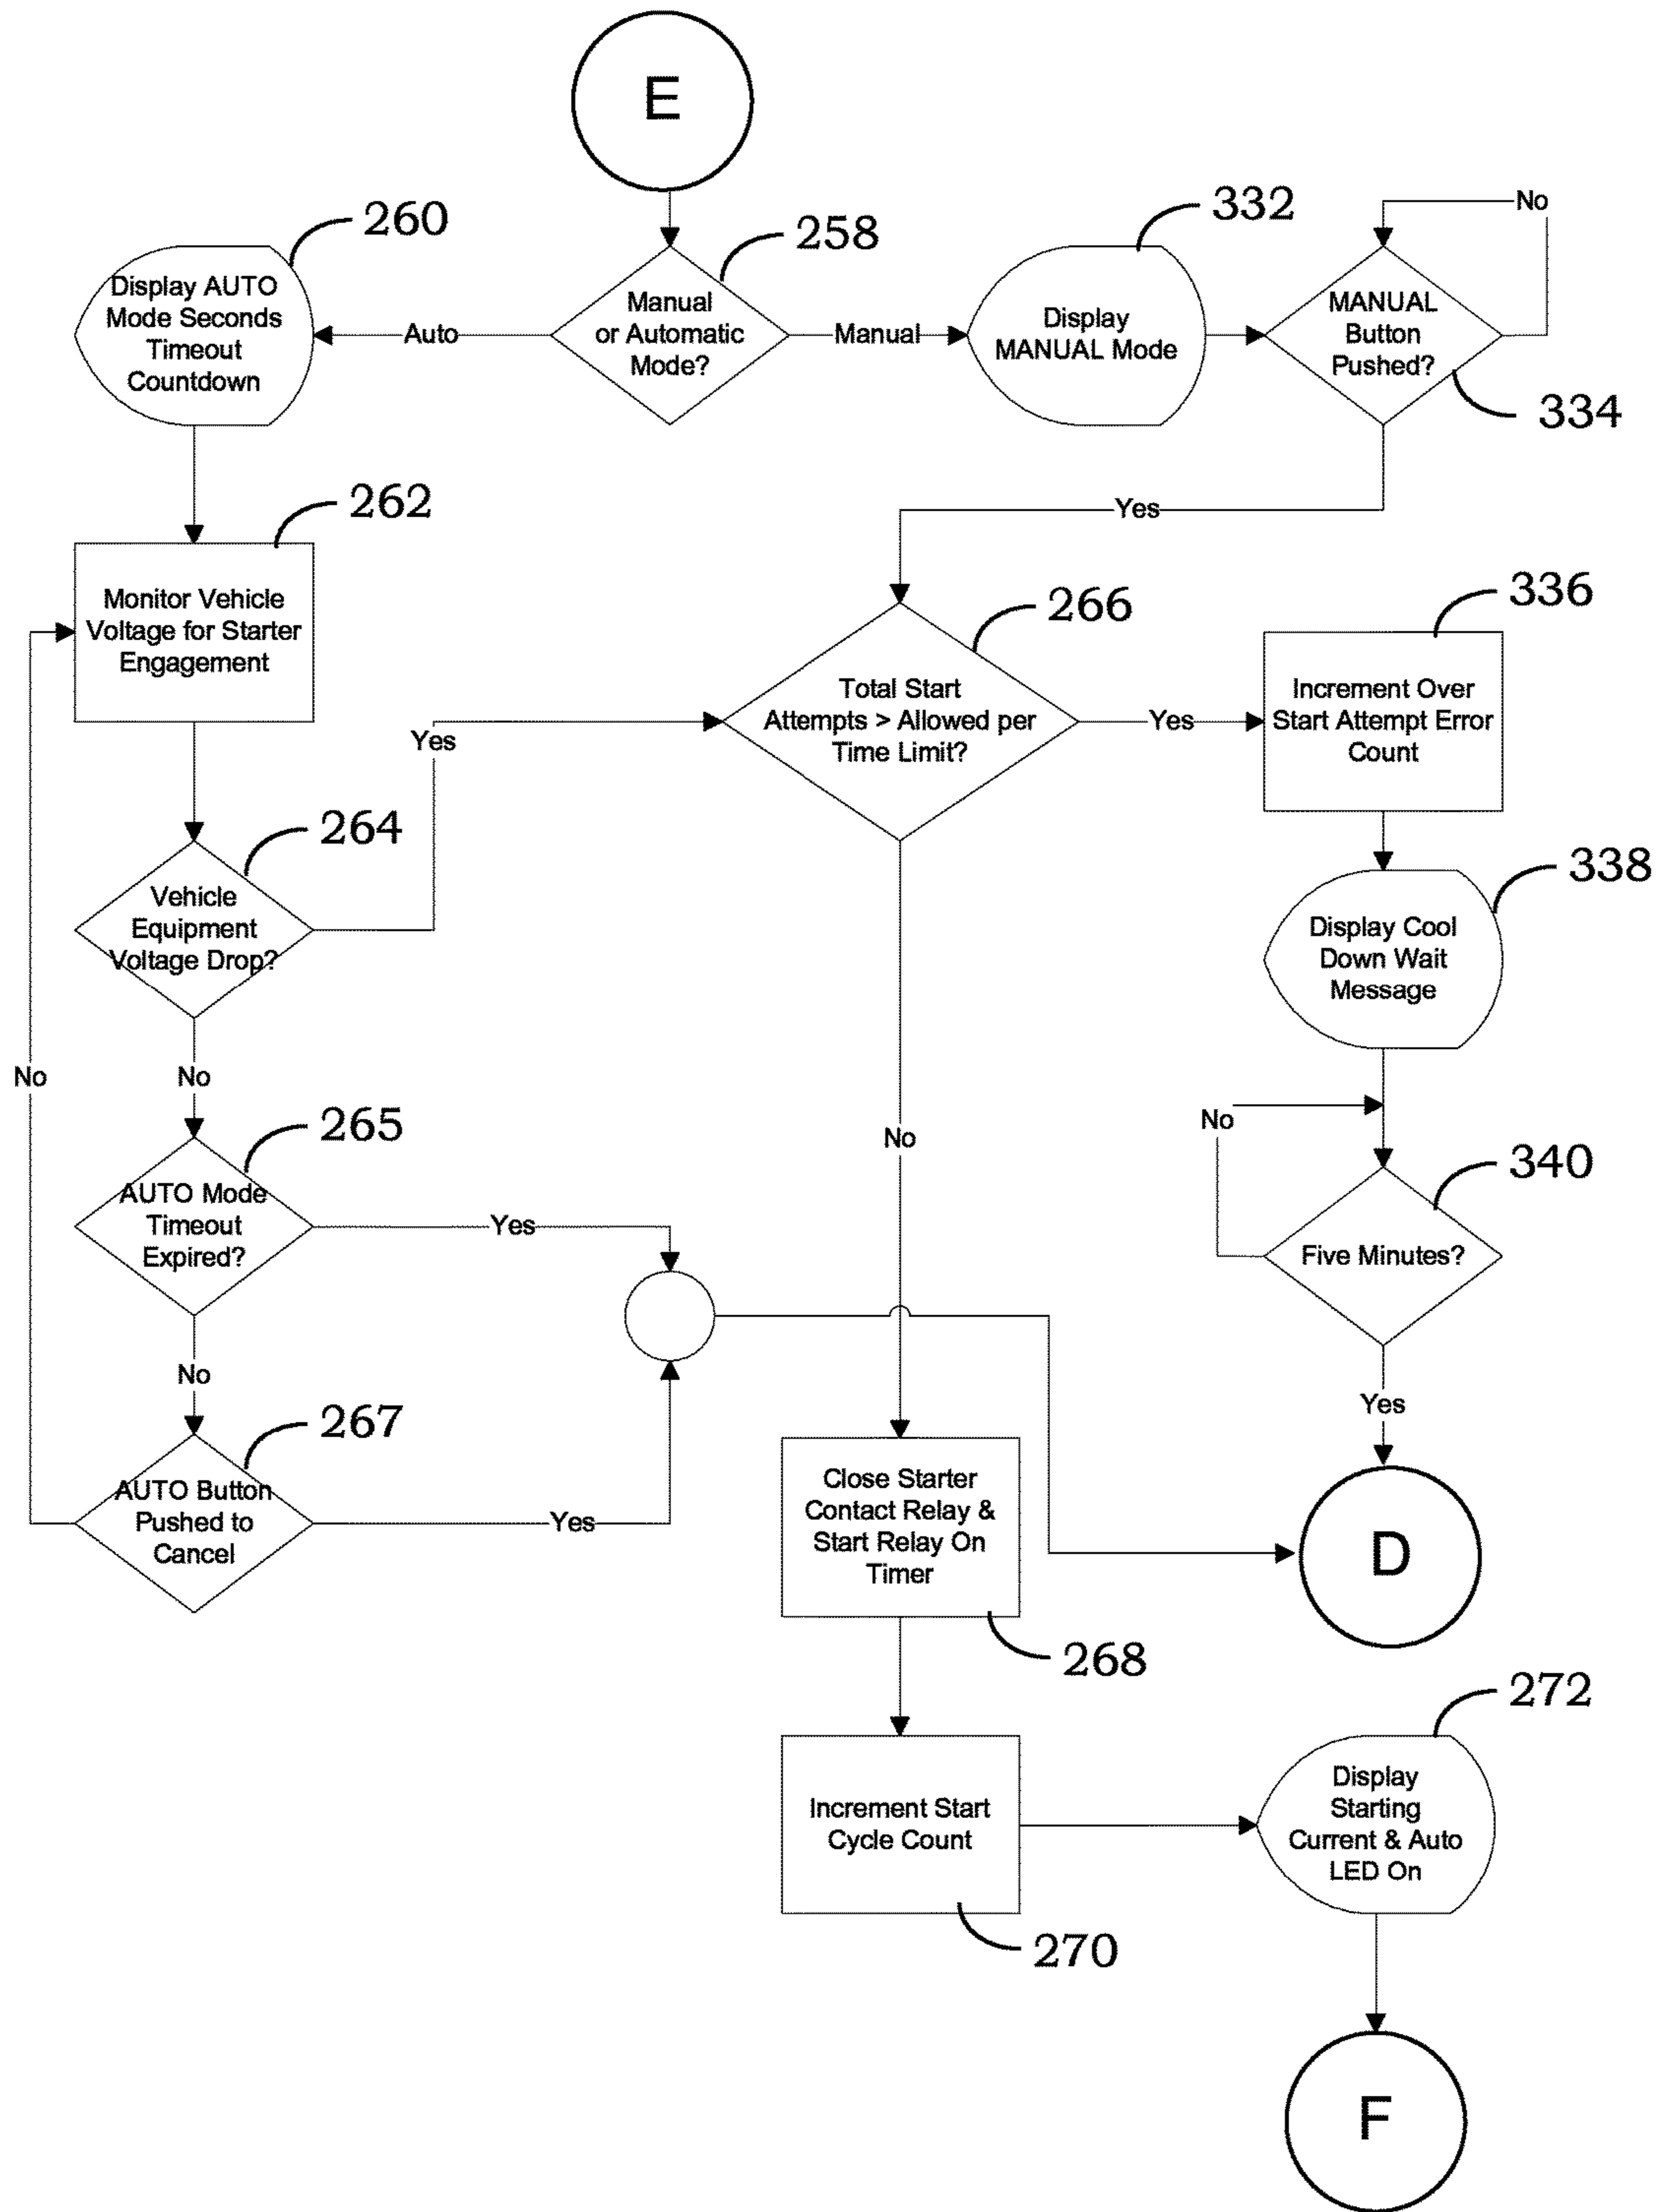 E
260
258
332
No
Display AUTO
Mode Seconds
Timeout
Countdown
Auto
Manual
or Automatic
Mode?
Manual
Display
MANUAL Mode
MANUAL
Button
Pushed?
334
262
Yes
Monitor Vehicle
Voltage for Starter
Engagement
266
336
Total Start
Attempts > Allowed per
Time Limit?
Yes
Increment Over
Start Attempt Error
Count
Yes
264
338
Vehicle
Equipment
Voltage Drop?
Display Cool
Down Wait
Message
No
No
No
No
265
340
AUTO Mode
Timeout
Expired?
Yes
Five Minutes?
No
Yes
267
AUTO Button
Pushed to
Cancel
Yes
Close Starter
Contact Relay &
Start Relay On
Timer
D
268
272
Increment Start
Cycle Count
Display
Starting
Current & Auto
LED On
270
F